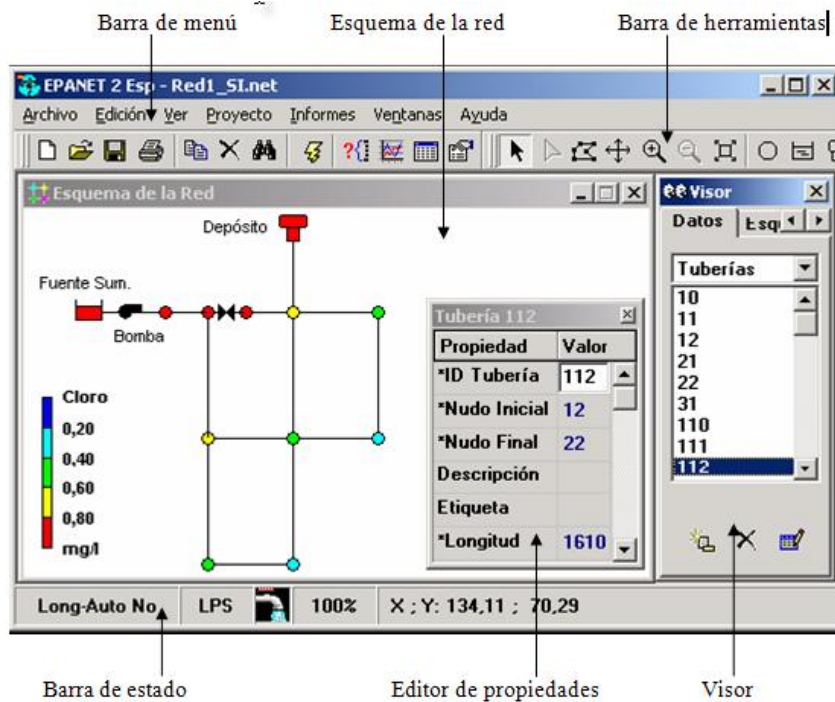 Barra de menú
Esquema de la red
Barra de herramientas
EPANET 2 Esp - Red1_SI.net
Archivo Edición Ver Proyecto Informes Ventanas Ayuda
Esquema de la Red
Visor
Datos
Esq
Depósito
Fuente Sum.
Bomba
Tuberías
10
11
12
21
22
31
110
111
112
Cloro
0,20
0,40
0,60
0,80
mg/l
Tubería 112
Propiedad Valor
*ID Tubería 112
*Nudo Inicial 12
*Nudo Final 22
Descripción
Etiqueta
*Longitud 1610
Long-Auto No LPS 100% X ; Y: 134,11 ; 70,29
Barra de estado
Editor de propiedades
Visor